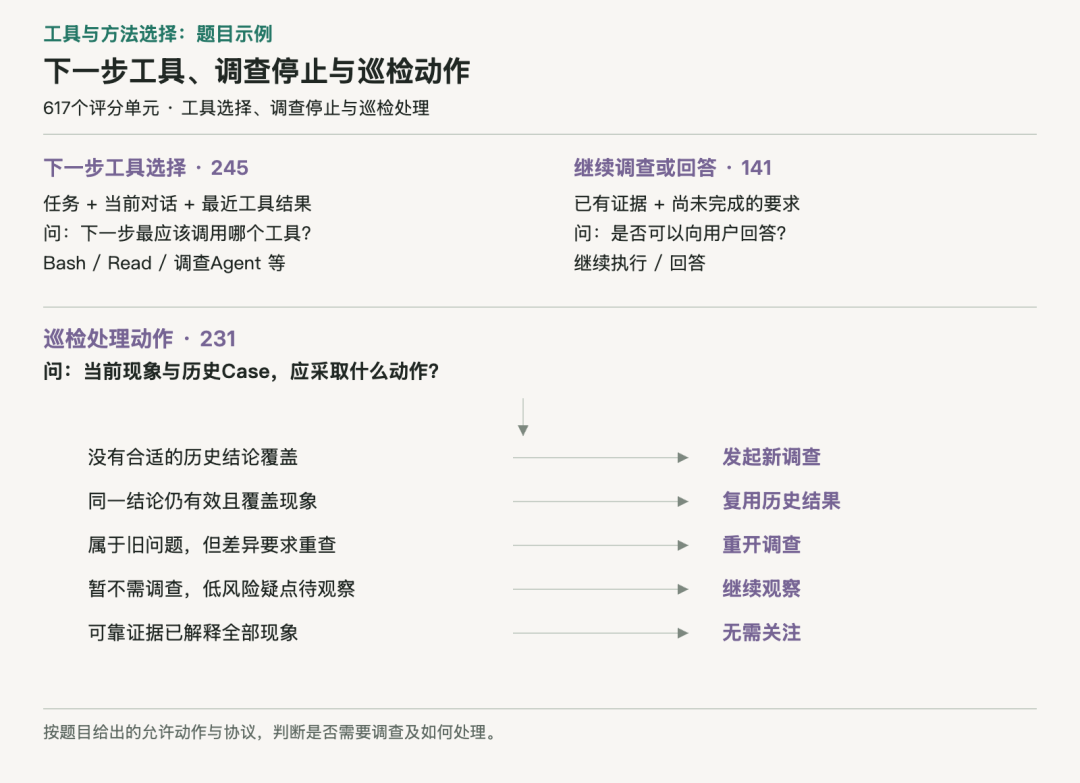 工具与方法选择：题目示例
下一步工具、调查停止与巡检动作
617个评分单元 · 工具选择、调查停止与巡检处理
下一步工具选择 · 245
任务 + 当前对话 + 最近工具结果
问：下一步最应该调用哪个工具?
Bash / Read / 调查Agent 等
继续调查或回答 · 141
已有证据 + 尚未完成的要求
问：是否可以向用户回答?
继续执行 / 回答
巡检处理动作 · 231
问：当前现象与历史Case，应采取什么动作?
没有合适的历史结论覆盖 发起新调查
同一结论仍有效且覆盖现象 复用历史结果
属于旧问题，但差异要求重查 重开调查
暂不需调查，低风险疑点待观察 继续观察
可靠证据已解释全部现象 无需关注
按题目给出的允许动作与协议，判断是否需要调查及如何处理。